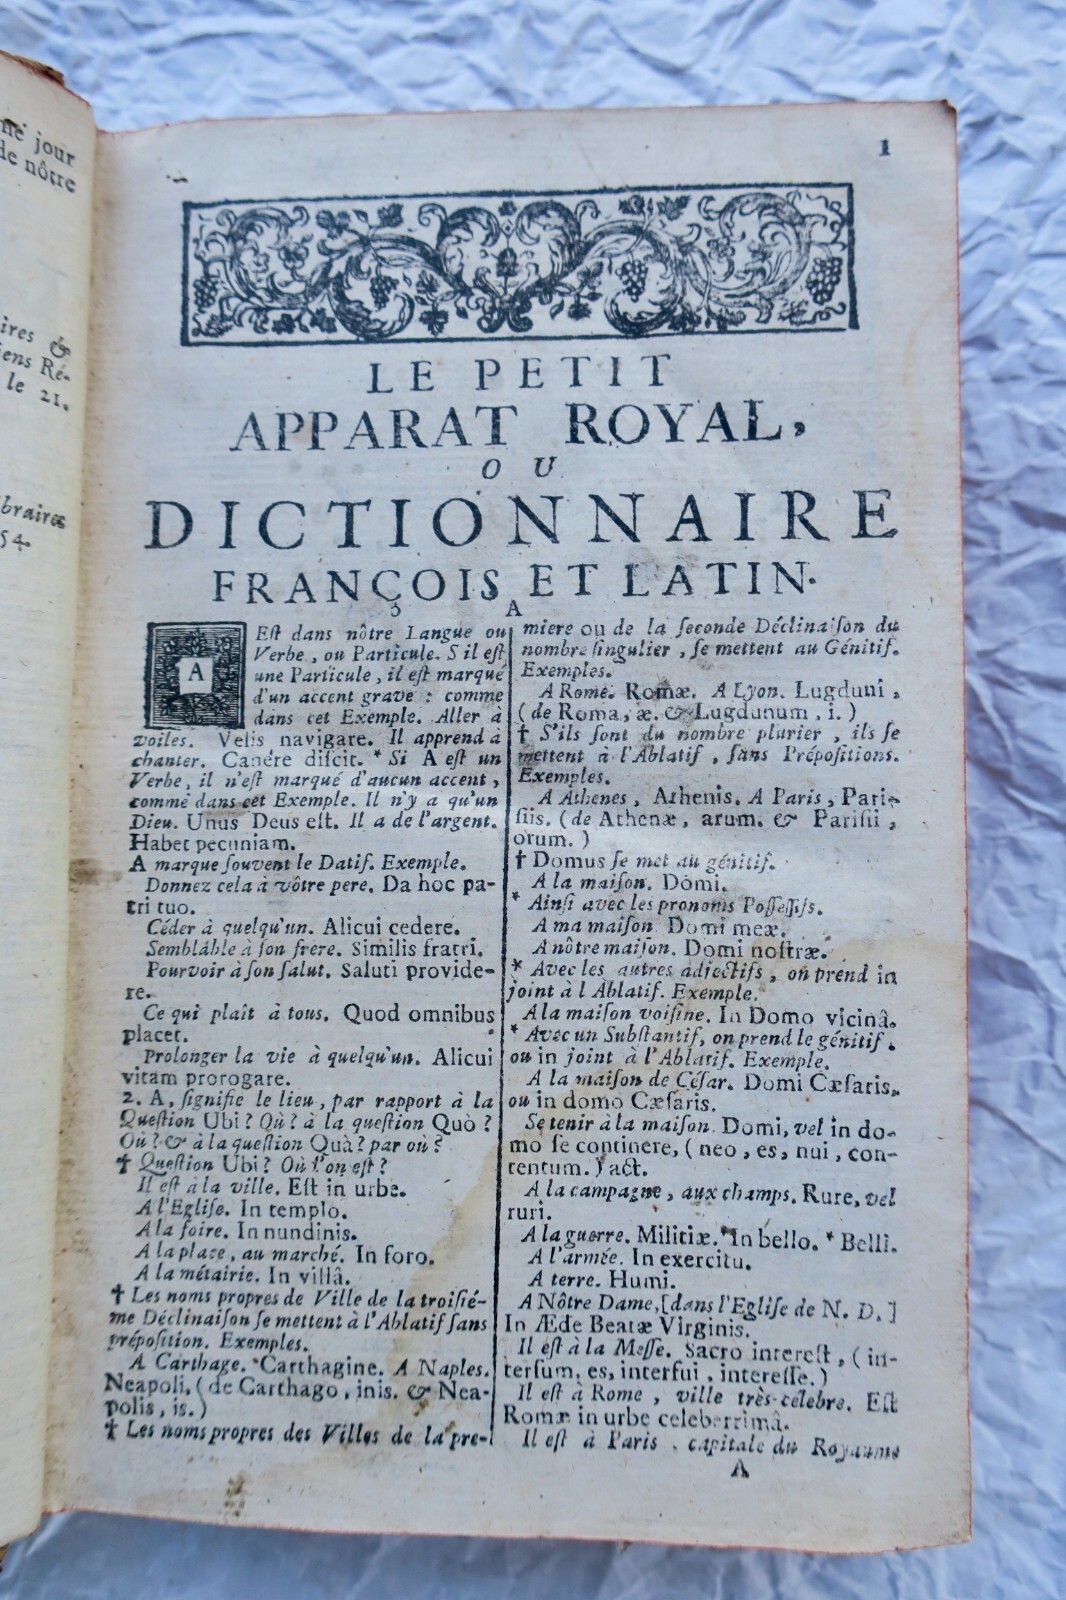 ne jour
de nôtre
ires &
iens Ré-
le 21.
braires
54.
1
LE PETIT
APPARAT ROYAL,
OU
DICTIONNAIRE
FRANÇOIS ET LATIN.
A
A Eſt dans nôtre Langue ou
Verbe, ou Particule. S'il eſt
une Particule, il eſt marqué
d'un accent grave : comme
dans cet Exemple. Aller à
voiles. Velis navigare. Il apprend à
chanter. Canere diſcit. * Si A eſt un
Verbe, il n'eſt marqué d'aucun accent,
comme dans cet Exemple. Il n'y a qu'un
Dieu. Unus Deus eſt. Il a de l'argent.
Habet pecuniam.
A marque ſouvent le Datif. Exemple.
Donnez cela à vôtre pere. Da hoc pa-
tri tuo.
Céder à quelqu'un. Alicui cedere.
Semblable à ſon frere. Similis fratri.
Pourvoir à ſon ſalut. Saluti provide-
re.
Ce qui plaît à tous. Quod omnibus
placet.
Prolonger la vie à quelqu'un. Alicui
vitam prorogare.
2. A, ſignifie le lieu, par rapport à la
Queſtion Ubi? Où? à la queſtion Quò?
Où? & à la queſtion Quà? par où?
† Queſtion Ubi? Où l'on eſt?
Il eſt à la ville. Eſt in urbe.
A l'Egliſe. In templo.
A la foire. In nundinis.
A la place, au marché. In foro.
A la métairie. In villâ.
† Les noms propres de Ville de la troiſié-
me Déclinaiſon ſe mettent à l'Ablatif ſans
prépoſition. Exemples.
A Carthage. Carthagine. A Naples.
Neapoli. (de Carthago, inis. & Nea-
polis, is.)
† Les noms propres des Villes de la pre-
miere ou de la ſeconde Déclinaiſon du
nombre ſingulier, ſe mettent au Génitif.
Exemples.
A Rome. Romæ. A Lyon. Lugduni,
(de Roma, æ. & Lugdunum, i.)
† S'ils ſont du nombre plurier, ils ſe
mettent à l'Ablatif, ſans Prépoſitions.
Exemples.
A Athenes, Athenis. A Paris, Pari-
ſiis. (de Athenæ, arum. & Pariſii,
orum.)
† Domus ſe met au génitif.
A la maiſon. Domi.
* Ainſi avec les pronoms Poſſeſſifs.
A ma maiſon. Domi meæ.
A nôtre maiſon. Domi noſtræ.
* Avec les autres adjectifs, on prend in
joint à l'Ablatif. Exemple.
A la maiſon voiſine. In Domo vicinâ.
* Avec un Subſtantif, on prend le génitif,
ou in joint à l'Ablatif. Exemple.
A la maiſon de Céſar. Domi Cæſaris,
ou in domo Cæſaris.
Se tenir à la maiſon. Domi, vel in do-
mo ſe continere, (neo, es, nui, con-
tentum.) act.
A la campagne, aux champs. Rure, vel
ruri.
A la guerre. Militiæ. * In bello. * Belli.
A l'armée. In exercitu.
A terre. Humi.
A Nôtre Dame, [dans l'Egliſe de N. D.]
In Æde Beatæ Virginis.
Il eſt à la Meſſe. Sacro intereſt, (in-
terſum, es, interfui, intereſſe.)
Il eſt à Rome, ville très-célebre. Eſt
Romæ in urbe celeberrimâ.
Il eſt à Paris, capitale du Royaume
A